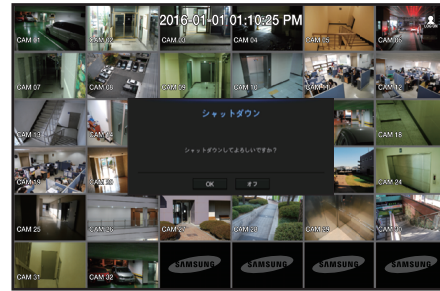 2016-01-01 01:10:25 PM
CAM 01
CAM 02
CAM 03
CAM 04
CAM 05
CAM 06
CAM 07
CAM 08
CAM 09
CAM 10
CAM 11
CAM 12
シャットダウン
CAM 13
CAM 18
シャットダウンしてよろしいですか?
OK
オフ
CAM 19
CAM 24
CAM 25
CAM 26
CAM 27
CAM 28
CAM 29
CAM 30
CAM 31
CAM 32
SAMSUNG
SAMSUNG
SAMSUNG
SAMSUNG